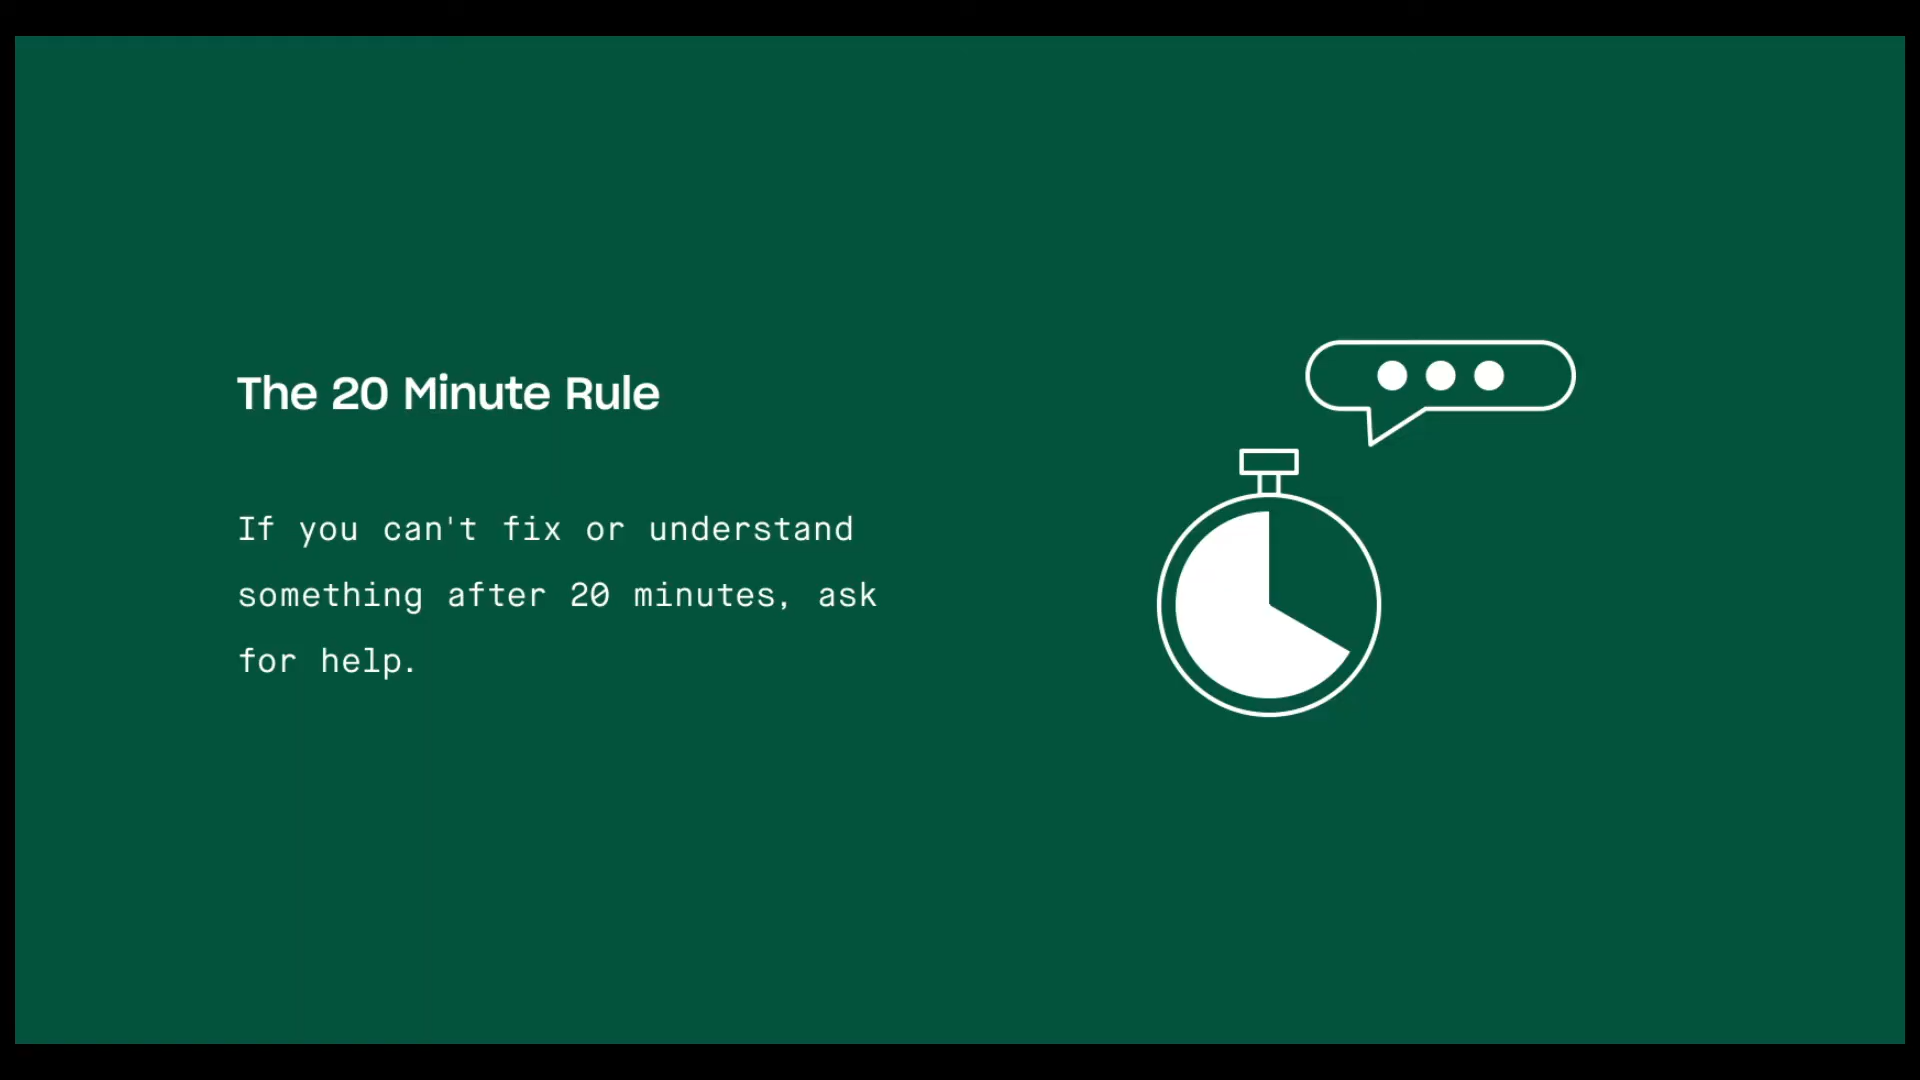 The 20 Minute Rule
If you can't fix or understand
something after 20 minutes, ask
for help.